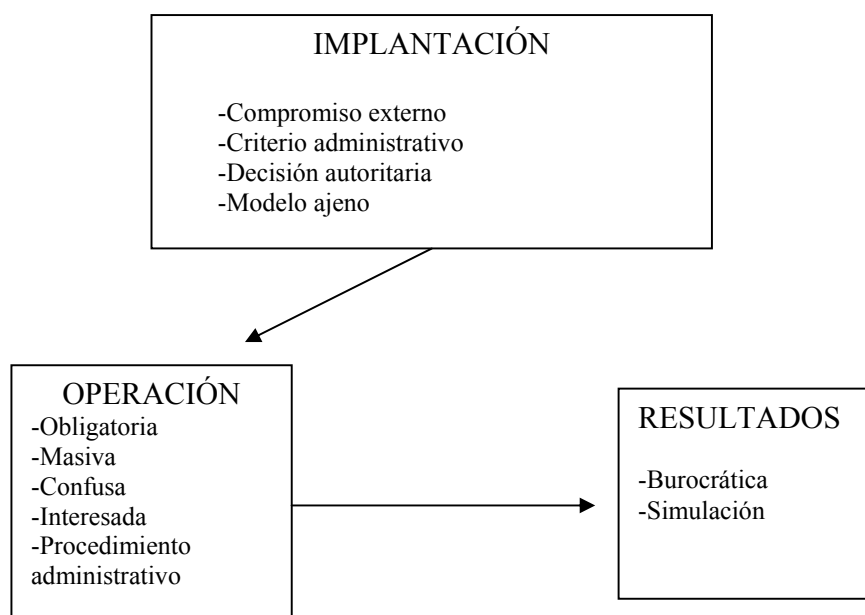 IMPLANTACIÓN
-Compromiso externo
-Criterio administrativo
-Decisión autoritaria
-Modelo ajeno
OPERACIÓN
-Obligatoria
-Masiva
-Confusa
-Interesada
-Procedimiento
administrativo
RESULTADOS
-Burocrática
-Simulación